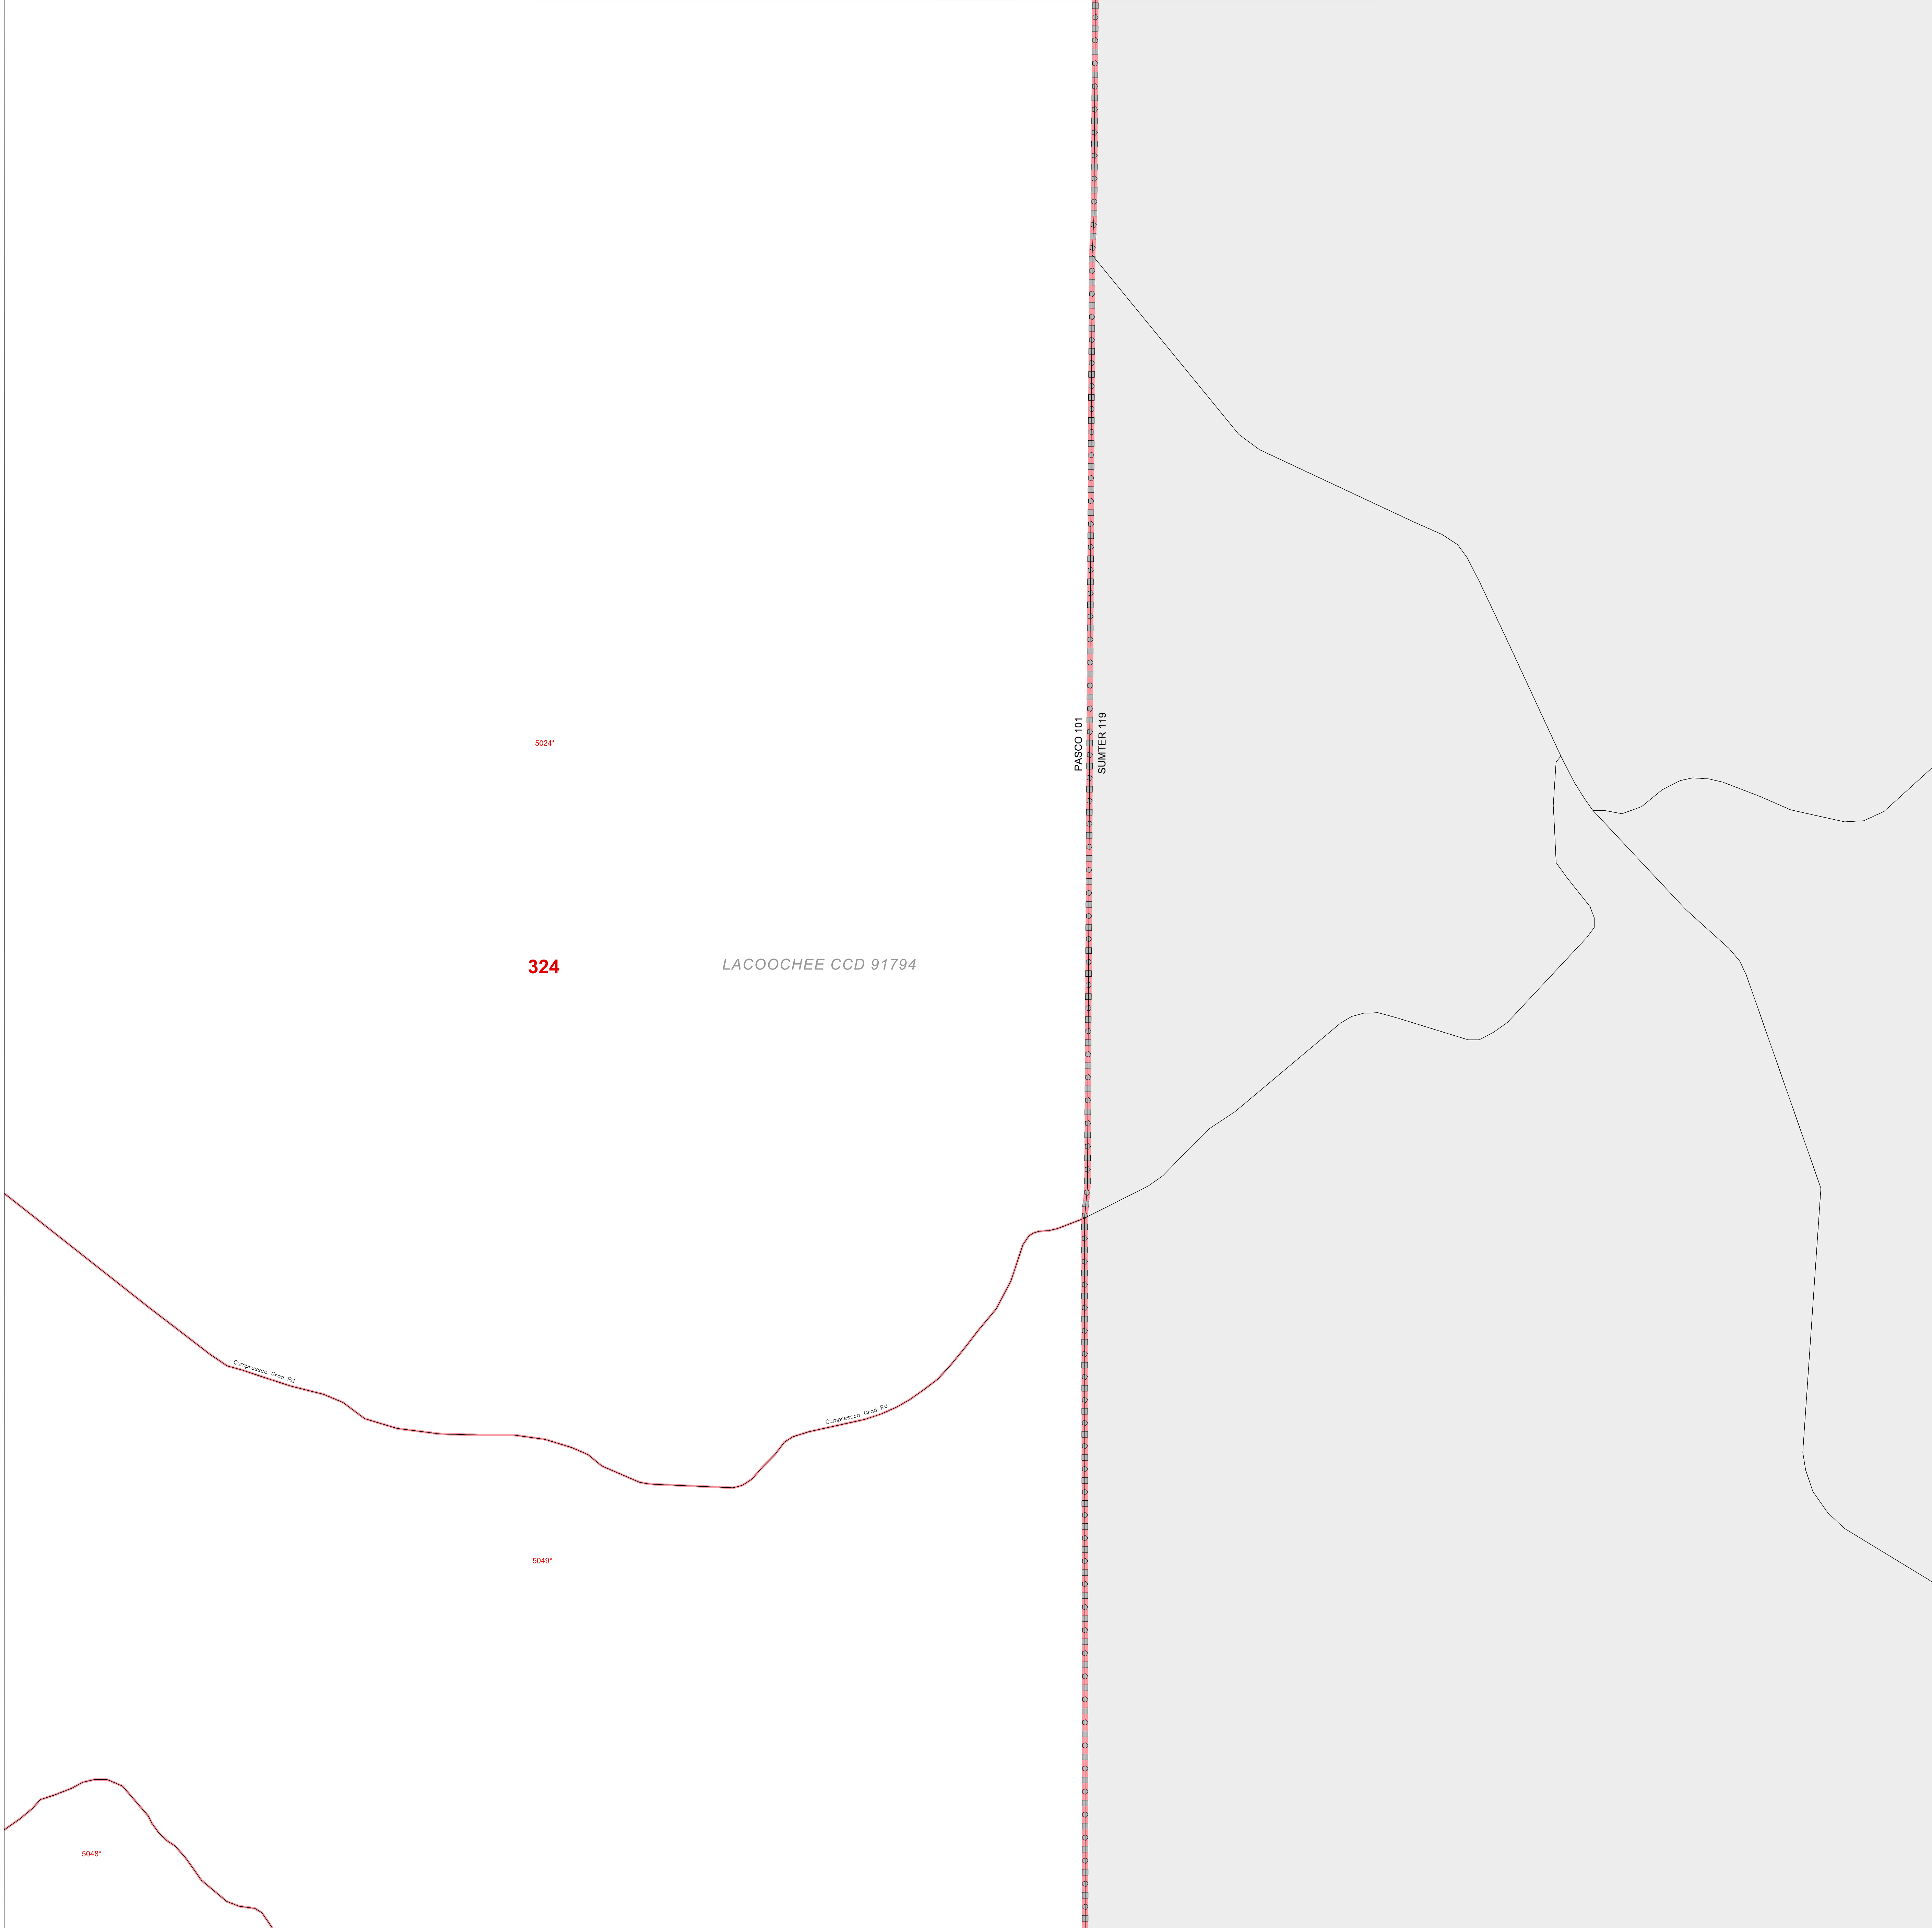 PASCO 101
SUMTER 119
5024*
324
LACOOCHEE CCD 91794
Cumpressco Grad Rd
Cumpressco Grad Rd
5049*
5048*